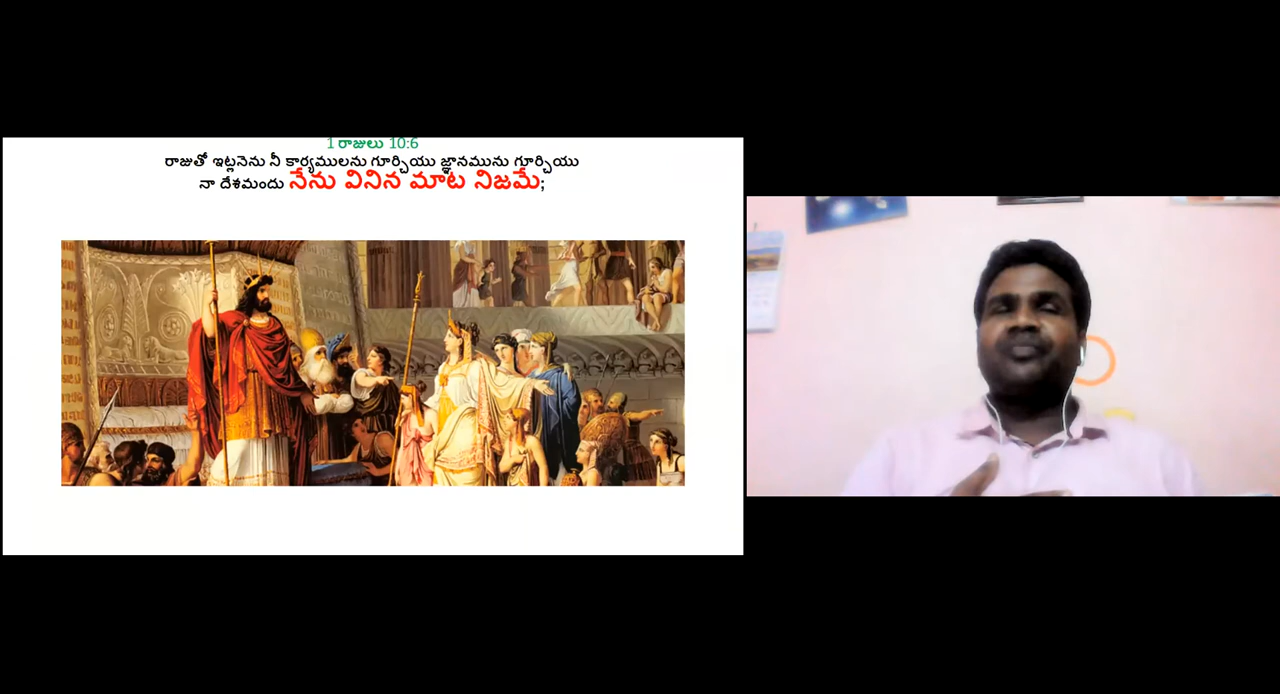 1 రాజులు 10:6
రాజుతో ఇట్లనెను నీ కార్యములను గూర్చియు జ్ఞానమును గూర్చియు
నా దేశమందు నేను వినిన మాట నిజమే;